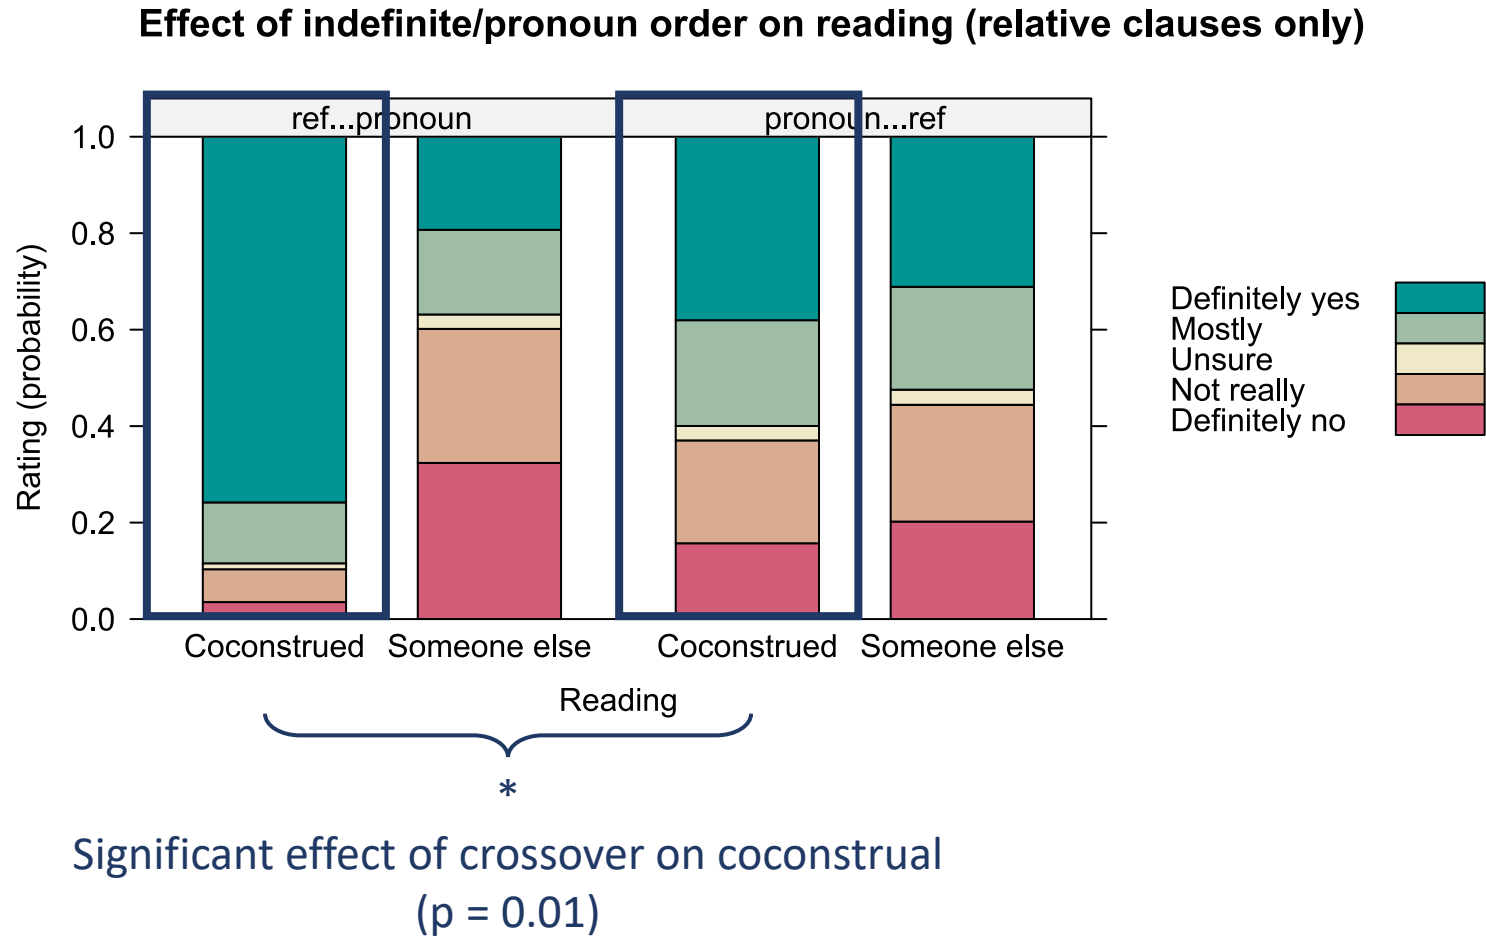 Effect of indefinite/pronoun order on reading (relative clauses only)
ref...pronoun
pronoun...ref
Rating (probability)
1.0
0.8
0.6
0.4
0.2
0.0
Coconstrued
Someone else
Coconstrued
Someone else
Reading
Definitely yes
Mostly
Unsure
Not really
Definitely no
*
Significant effect of crossover on coconstrual
(p = 0.01)